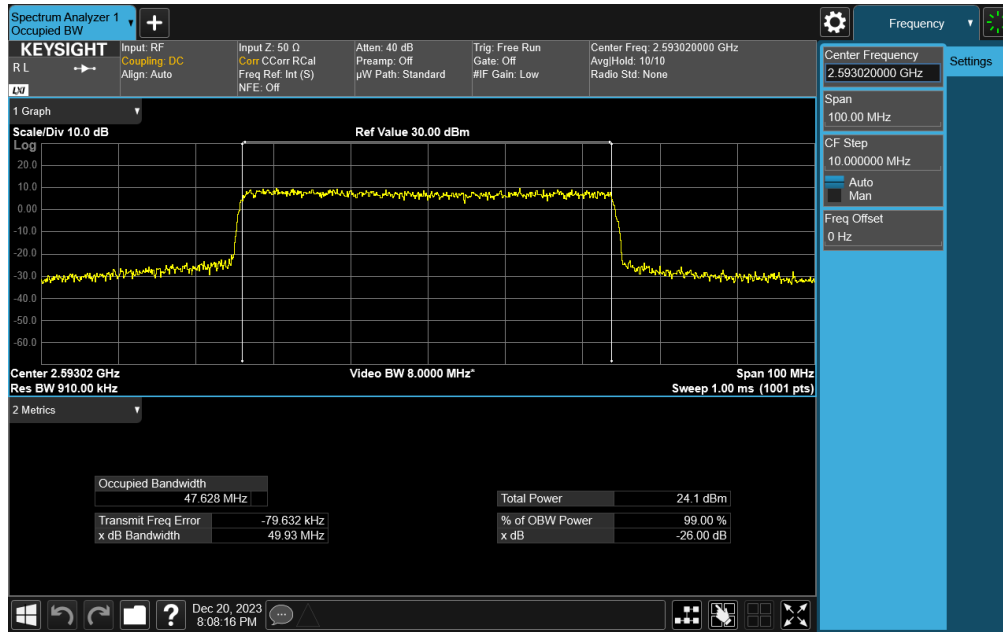 Spectrum Analyzer 1
Occupied BW
Frequency
KEYSIGHT
R L
LXI
Input: RF
Coupling: DC
Align: Auto
Input Z: 50 Ω
Corr CCorr RCal
Freq Ref: Int (S)
NFE: Off
Atten: 40 dB
Preamp: Off
µW Path: Standard
Trig: Free Run
Gate: Off
#IF Gain: Low
Center Freq: 2.593020000 GHz
Avg|Hold: 10/10
Radio Std: None
Center Frequency
2.593020000 GHz
Settings
Span
100.00 MHz
CF Step
10.000000 MHz
Auto
Man
Freq Offset
0 Hz
1 Graph
Scale/Div 10.0 dB
Ref Value 30.00 dBm
Log
20.0
10.0
0.00
-10.0
-20.0
-30.0
-40.0
-50.0
-60.0
Center 2.59302 GHz
Video BW 8.0000 MHz*
Span 100 MHz
Res BW 910.00 kHz
Sweep 1.00 ms (1001 pts)
2 Metrics
Occupied Bandwidth
47.628 MHz
Total Power 24.1 dBm
Transmit Freq Error -79.632 kHz
% of OBW Power 99.00 %
x dB Bandwidth 49.93 MHz
x dB -26.00 dB
Dec 20, 2023
8:08:16 PM